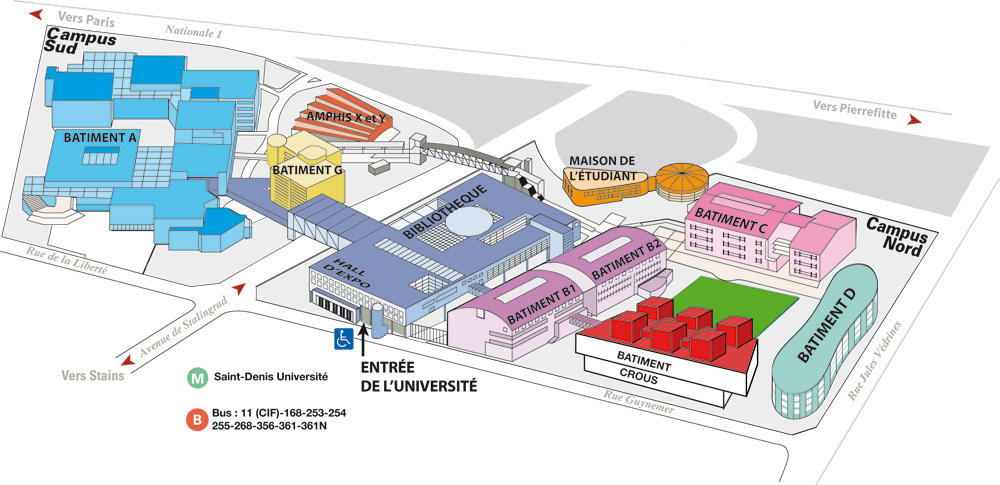 Vers Paris
Nationale 1
Campus
Sud
Vers Pierrefitte
AMPHIS X et Y
BATIMENT A
BATIMENT G
MAISON DE
L'ÉTUDIANT
BIBLIOTHEQUE
BATIMENT C
Campus
Nord
HALL
D'EXPO
BATIMENT B2
BATIMENT B1
BATIMENT D
Rue de la Liberté
Avenue de Stalingrad
Vers Stains
BATIMENT
CROUS
ENTRÉE
DE L'UNIVERSITÉ
Rue Guynemer
Rue Jules Védrines
M Saint-Denis Université
B Bus : 11 (CIF)-168-253-254
255-268-356-361-361N